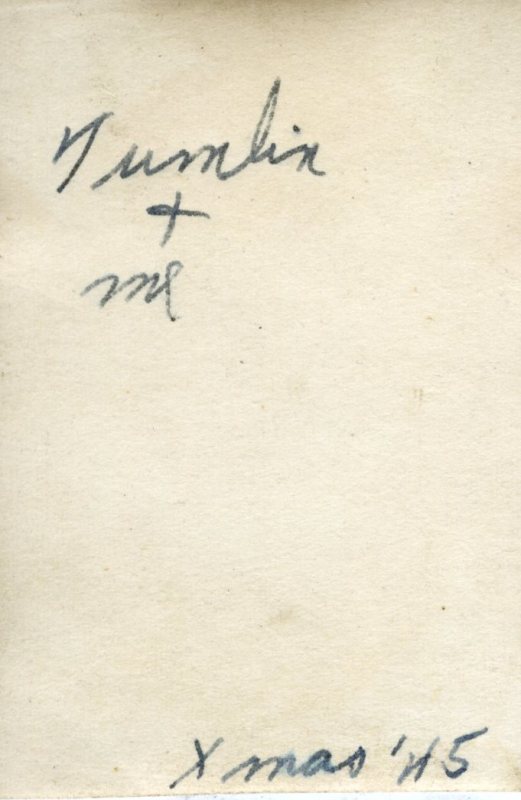 Tumlin
+
me
Xmas '45